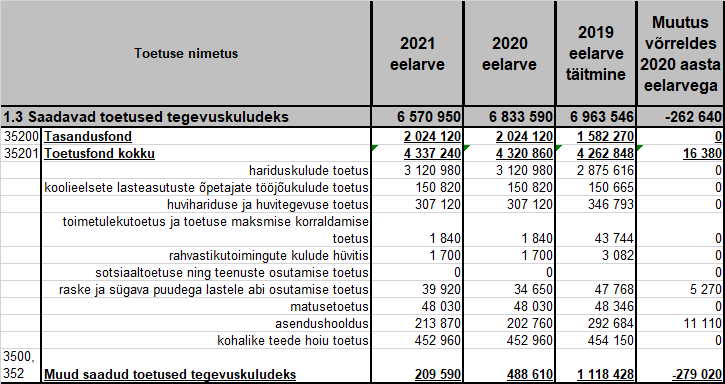 Toetuse nimetus 2021 eelarve 2020 eelarve 2019 eelarve täitmine Muutus võrreldes 2020 aasta eelarvega
1.3 Saadavad toetused tegevuskuludeks 6 570 950 6 833 590 6 963 546 -262 640
35200 Tasandusfond 2 024 120 2 024 120 1 582 270 0
35201 Toetusfond kokku 4 337 240 4 320 860 4 262 848 16 380
hariduskulude toetus 3 120 980 3 120 980 2 875 616 0
koolieelsete lasteasutuste õpetajate tööjõukulude toetus 150 820 150 820 150 665 0
huvihariduse ja huvitegevuse toetus 307 120 307 120 346 793 0
toimetulekutoetus ja toetuse maksmise korraldamise
toetus 1 840 1 840 43 744 0
rahvastikutoimingute kulude hüvitis 1 700 1 700 3 082 0
sotsiaaltoetuse ning teenuste osutamise toetus 0 0 0
raske ja sügava puudega lastele abi osutamise toetus 39 920 34 650 47 768 5 270
matusetoetus 48 030 48 030 48 346 0
asendushooldus 213 870 202 760 292 684 11 110
kohalike teede hoiu toetus 452 960 452 960 454 150 0
3500,
352 Muud saadud toetused tegevuskuludeks 209 590 488 610 1 118 428 -279 020